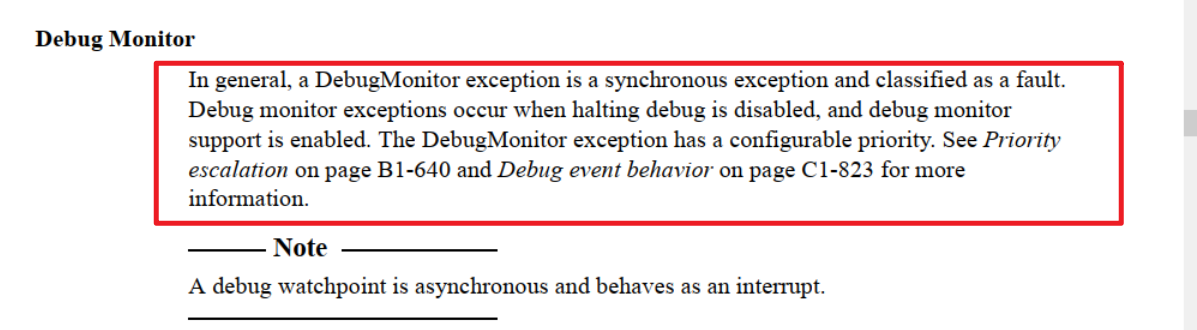 Debug Monitor
In general, a DebugMonitor exception is a synchronous exception and classified as a fault.
Debug monitor exceptions occur when halting debug is disabled, and debug monitor
support is enabled. The DebugMonitor exception has a configurable priority. See Priority
escalation on page B1-640 and Debug event behavior on page C1-823 for more
information.
Note
A debug watchpoint is asynchronous and behaves as an interrupt.